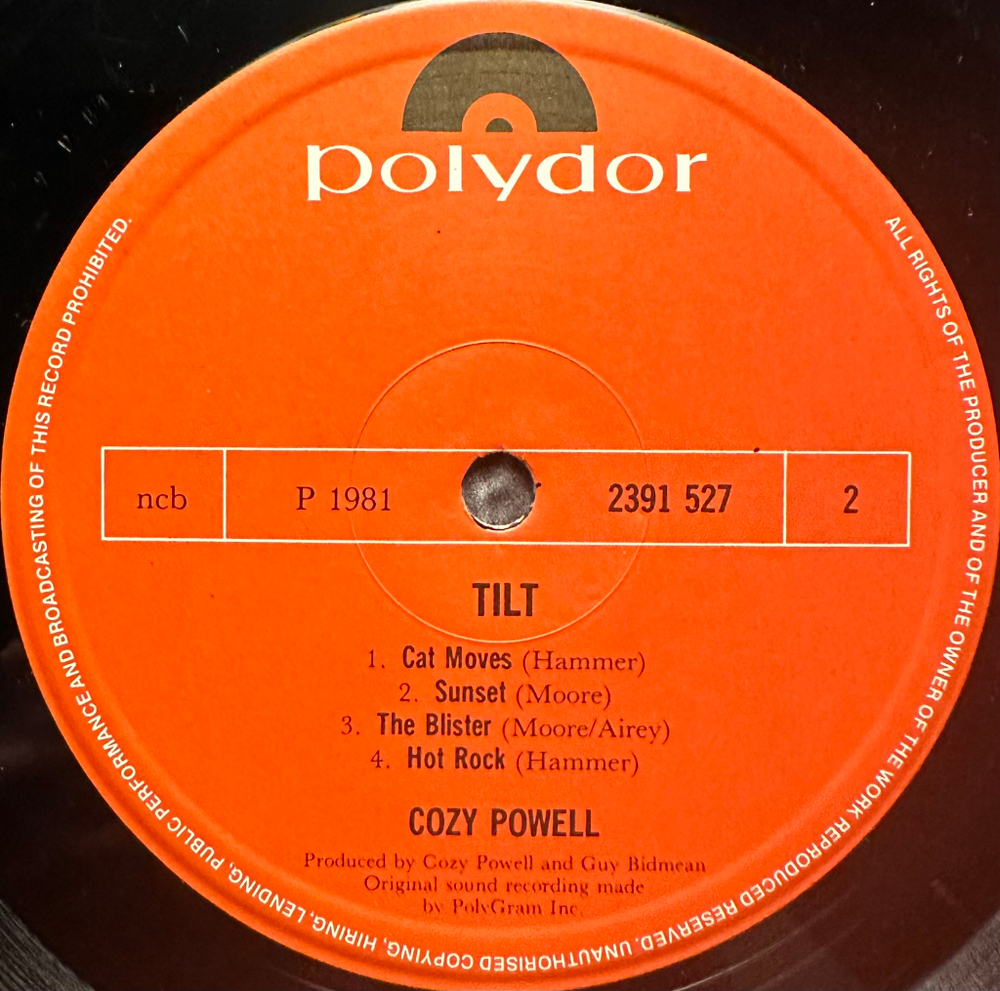 polydor
ALL RIGHTS OF THE PRODUCER AND OF THE OWNER OF THE WORK REPRODUCED RESERVED. UNAUTHORISED COPYING, HIRING, LENDING, PUBLIC PERFORMANCE AND BROADCASTING OF THIS RECORD PROHIBITED.
ncb P 1981 2391 527 2
TILT
1. Cat Moves (Hammer)
2. Sunset (Moore)
3. The Blister (Moore/Airey)
4. Hot Rock (Hammer)
COZY POWELL
Produced by Cozy Powell and Guy Bidmean
Original sound recording made
by PolyGram Inc.